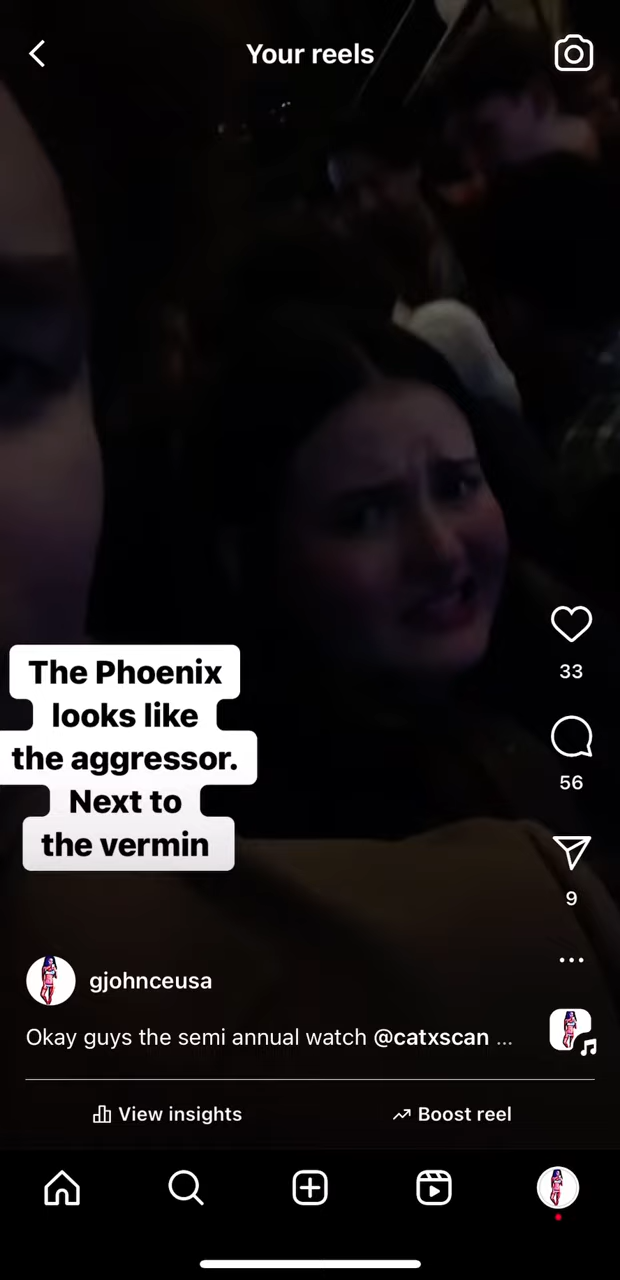 Your reels
33
The Phoenix
looks like
the aggressor.
Next to
the vermin
56
9
gjohnceusa
Okay guys the semi annual watch @catxscan ...
View insights
Boost reel